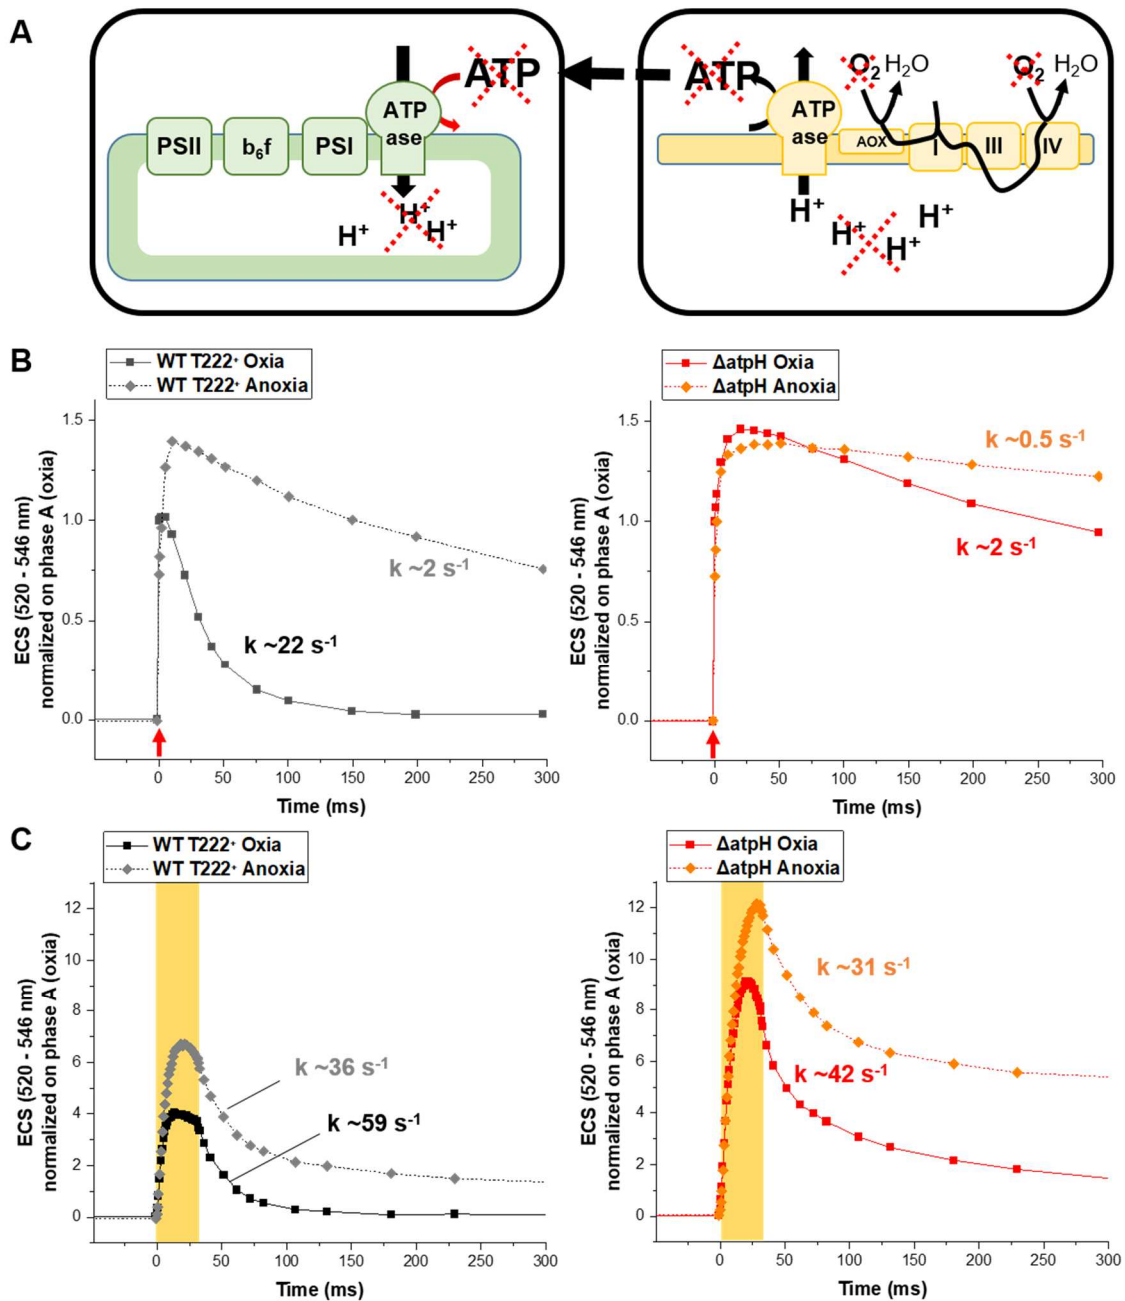 A
ATP
ATP
O₂ H₂O
O₂ H₂O
ATP
ase
ATP
ase
PSII
b₆f
PSI
AOX
I
III
IV
H⁺
H⁺
H⁺
H⁺
H⁺
H⁺
H⁺
B
WT T222⁺ Oxia
WT T222⁺ Anoxia
ECS (520 - 546 nm)
normalized on phase A (oxia)
1.5
1.0
0.5
0.0
k ~2 s⁻¹
k ~22 s⁻¹
0 50 100 150 200 250 300
Time (ms)
ΔatpH Oxia
ΔatpH Anoxia
ECS (520 - 546 nm)
normalized on phase A (oxia)
1.5
1.0
0.5
0.0
k ~0.5 s⁻¹
k ~2 s⁻¹
0 50 100 150 200 250 300
Time (ms)
C
WT T222⁺ Oxia
WT T222⁺ Anoxia
ECS (520 - 546 nm)
normalized on phase A (oxia)
12
10
8
6
4
2
0
k ~36 s⁻¹
k ~59 s⁻¹
0 50 100 150 200 250 300
Time (ms)
ΔatpH Oxia
ΔatpH Anoxia
ECS (520 - 546 nm)
normalized on phase A (oxia)
12
10
8
6
4
2
0
k ~31 s⁻¹
k ~42 s⁻¹
0 50 100 150 200 250 300
Time (ms)